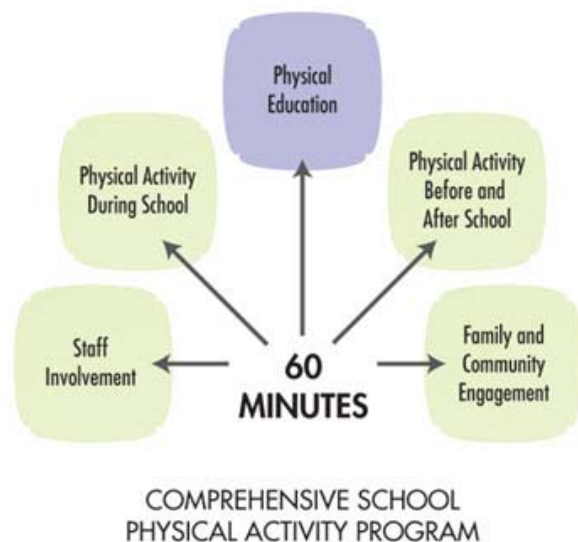 Physical
Education
Physical Activity
During School
Physical Activity
Before and
After School
Staff
Involvement
Family and
Community
Engagement
60
MINUTES
COMPREHENSIVE SCHOOL
PHYSICAL ACTIVITY PROGRAM